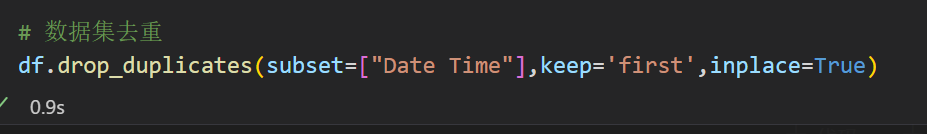 # 数据集去重
df.drop_duplicates(subset=["Date Time"],keep='first',inplace=True)
0.9s